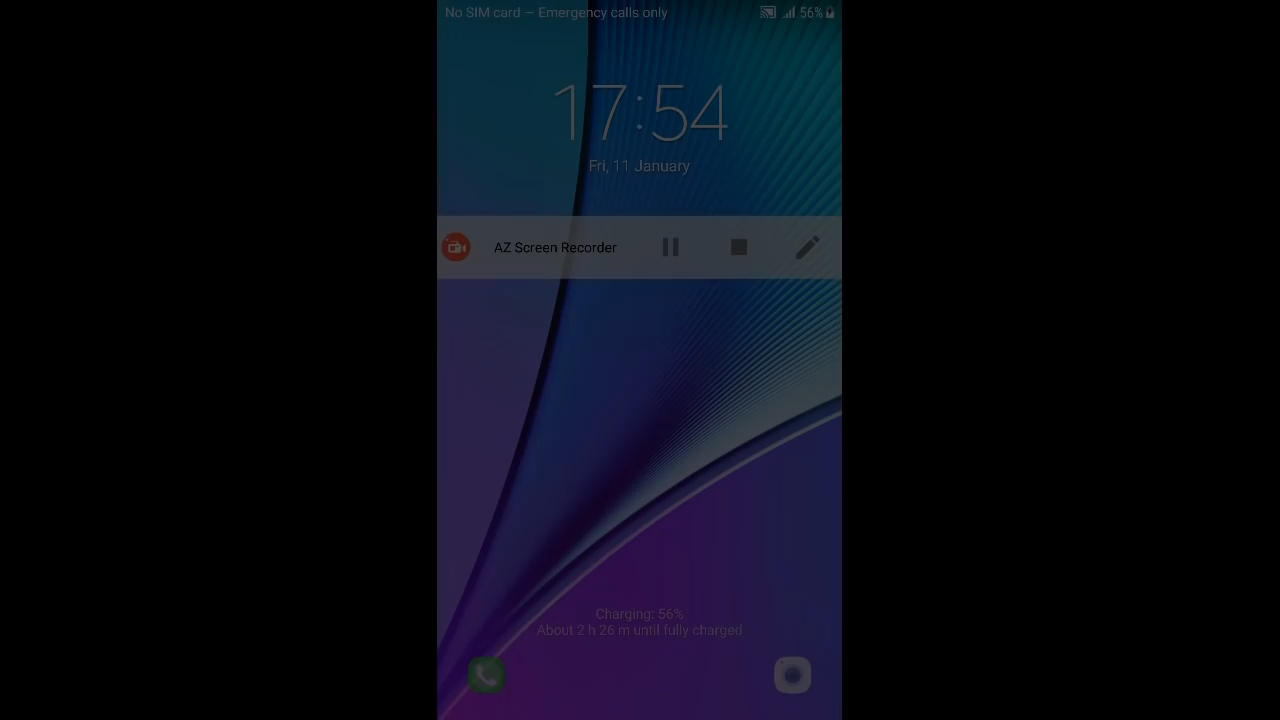 No SIM card – Emergency calls only 56%
17:54
Fri, 11 January
AZ Screen Recorder
Charging: 56%
About 2 h 26 m until fully charged